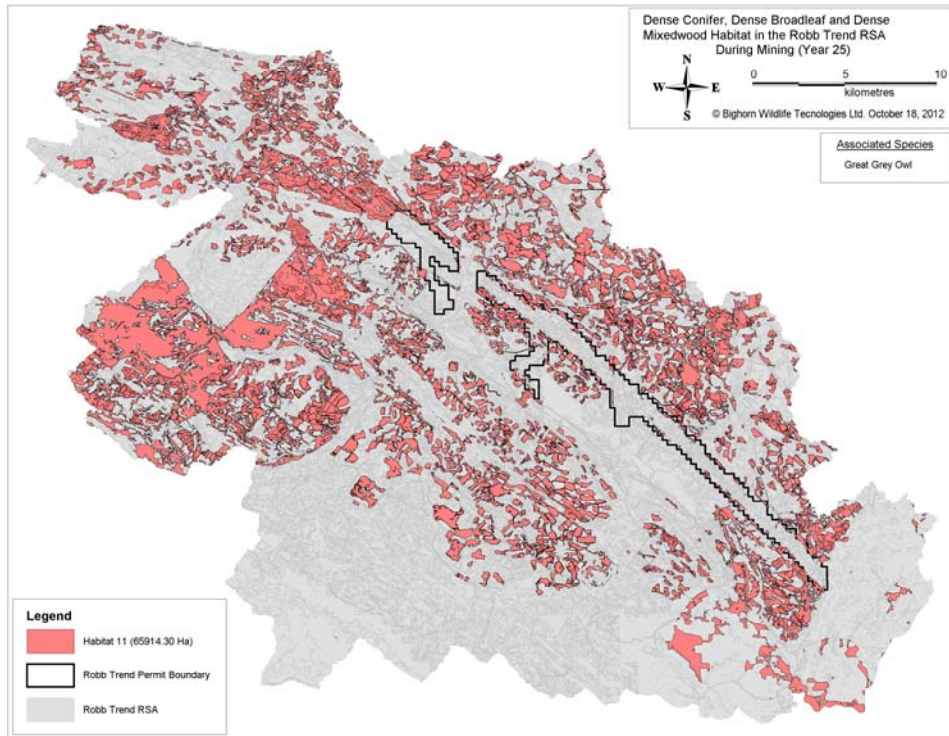 Dense Conifer, Dense Broadleaf and Dense
Mixedwood Habitat in the Robb Trend RSA
During Mining (Year 25)
N
W E
S
0 5 10
kilometres
© Bighorn Wildlife Tecnologies Ltd. October 18, 2012
Associated Species
Great Grey Owl
Legend
Habitat 11 (65914.30 Ha)
Robb Trend Permit Boundary
Robb Trend RSA